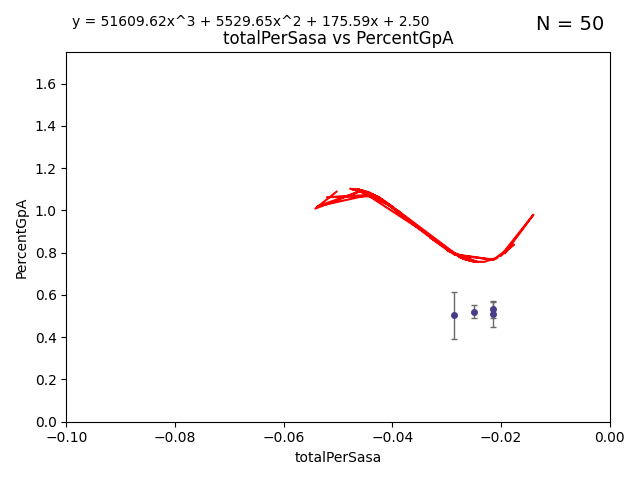 y = 51609.62x^3 + 5529.65x^2 + 175.59x + 2.50
N = 50
totalPerSasa vs PercentGpA
PercentGpA
1.6
1.4
1.2
1.0
0.8
0.6
0.4
0.2
0.0
−0.10 −0.08 −0.06 −0.04 −0.02 0.00
totalPerSasa